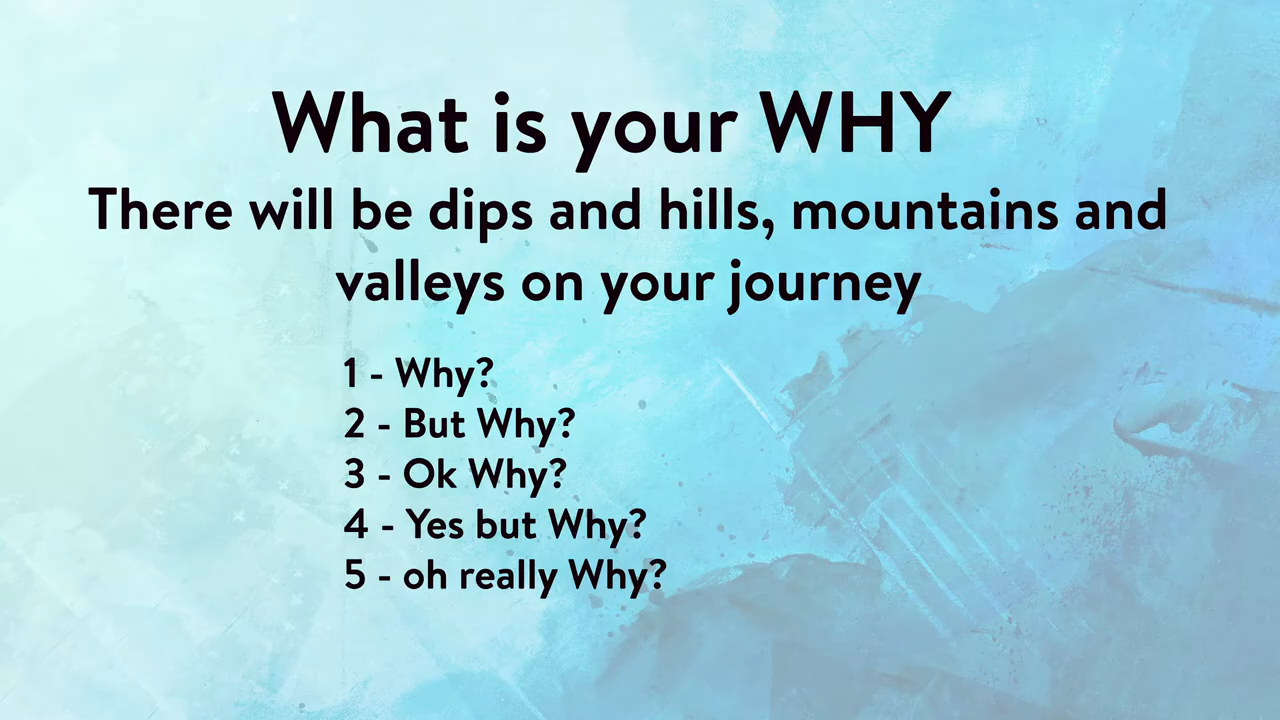 What is your WHY
There will be dips and hills, mountains and
valleys on your journey
1 - Why?
2 - But Why?
3 - Ok Why?
4 - Yes but Why?
5 - oh really Why?